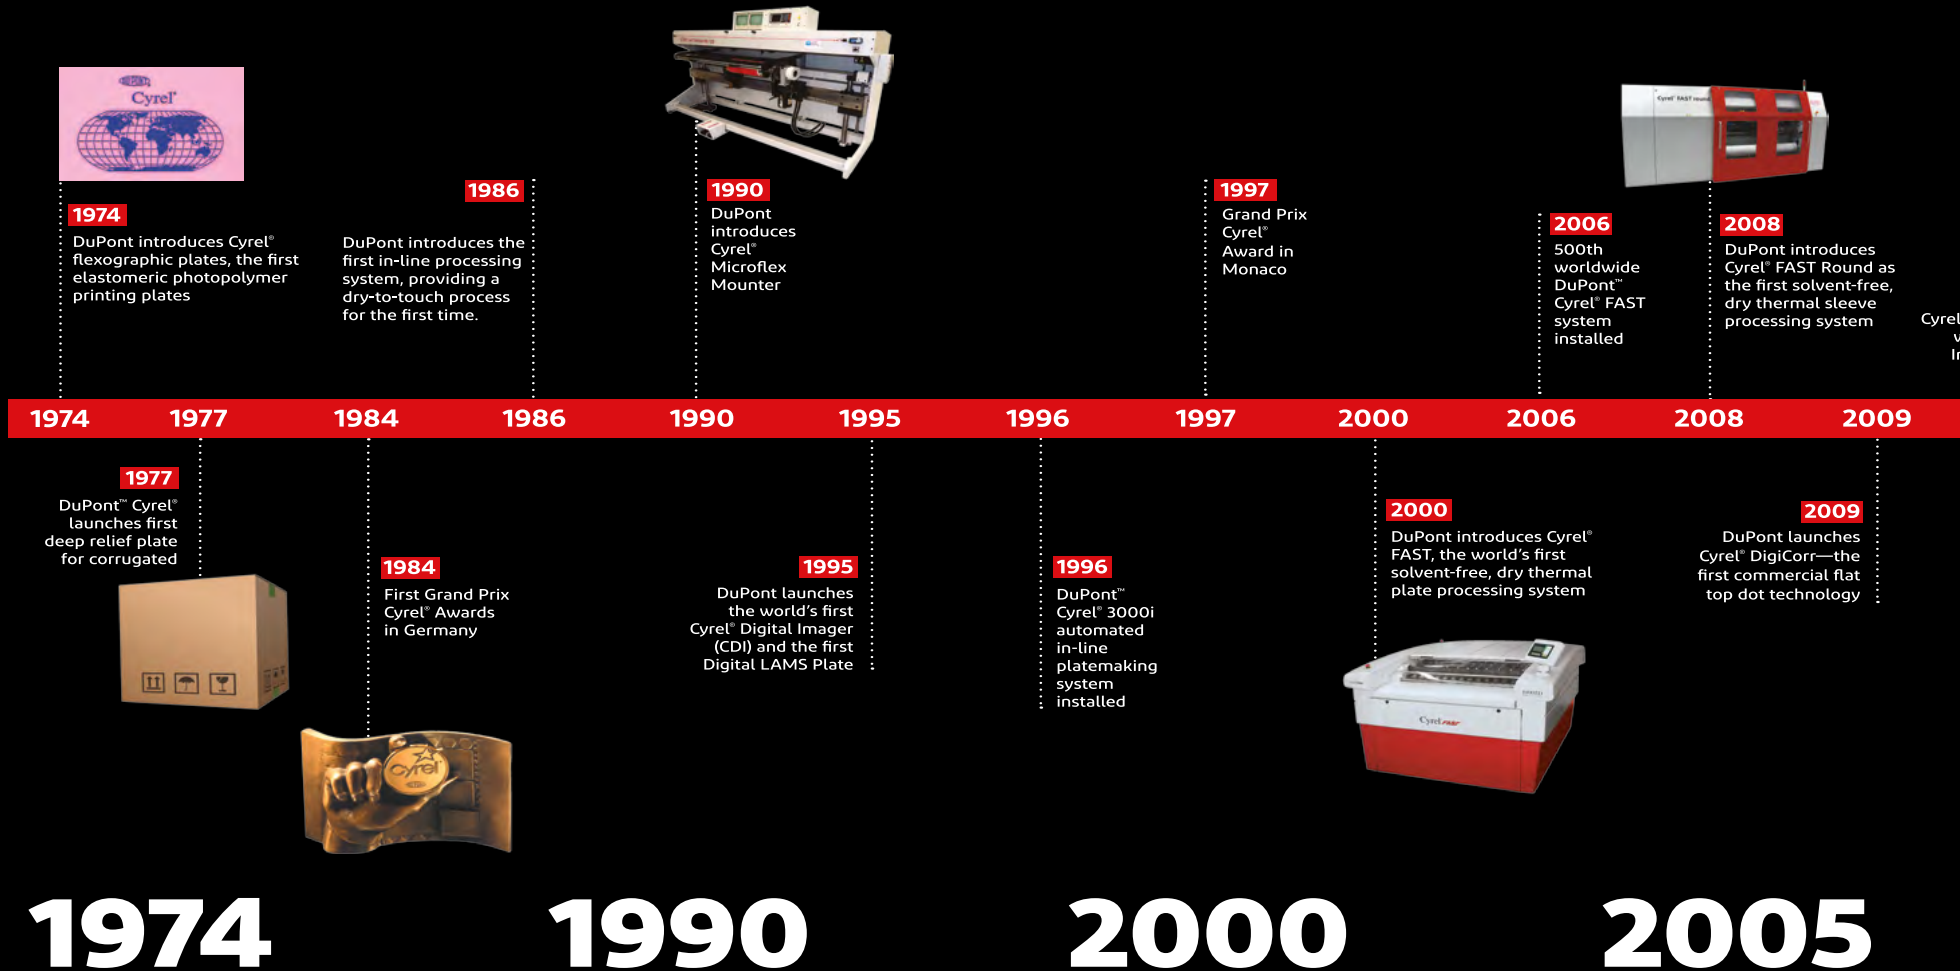 DUPONT
Cyrel®
1974
DuPont introduces Cyrel®
flexographic plates, the first
elastomeric photopolymer
printing plates
1986
DuPont introduces the
first in-line processing
system, providing a
dry-to-touch process
for the first time.
1990
DuPont
introduces
Cyrel®
Microflex
Mounter
1997
Grand Prix
Cyrel®
Award in
Monaco
2006
500th
worldwide
DuPont™
Cyrel® FAST
system
installed
Cyrel® FAST round
2008
DuPont introduces
Cyrel® FAST Round as
the first solvent-free,
dry thermal sleeve
processing system
Cyrel
1974 1977 1984 1986 1990 1995 1996 1997 2000 2006 2008 2009
1977
DuPont™ Cyrel®
launches first
deep relief plate
for corrugated
1984
First Grand Prix
Cyrel® Awards
in Germany
cyrel
1995
DuPont launches
the world's first
Cyrel® Digital Imager
(CDI) and the first
Digital LAMS Plate
1996
DuPont™
Cyrel® 3000i
automated
in-line
platemaking
system
installed
2000
DuPont introduces Cyrel®
FAST, the world's first
solvent-free, dry thermal
plate processing system
Cyrel FAST
2009
DuPont launches
Cyrel® DigiCorr—the
first commercial flat
top dot technology
1974 1990 2000 2005